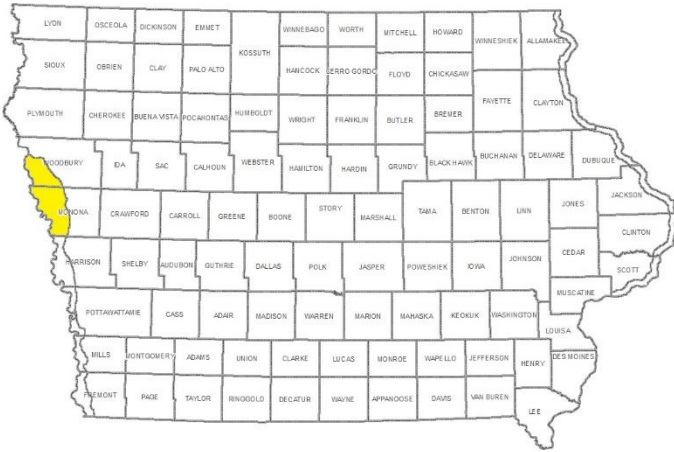 LYON OSCEOLA DICKINSON EMMET WINNEBAGO WORTH MITCHELL HOWARD WINNESHIEK ALLAMAKEE
KOSSUTH
SIOUX OBRIEN CLAY PALO ALTO HANCOCK CERRO GORDO FLOYD CHICKASAW
FAYETTE CLAYTON
PLYMOUTH CHEROKEE BUENA VISTA POCAHONTAS HUMBOLDT WRIGHT FRANKLIN BUTLER BREMER
WOODBURY IDA SAC CALHOUN WEBSTER HAMILTON HARDIN GRUNDY BLACK HAWK BUCHANAN DELAWARE DUBUQUE
JACKSON
MONONA CRAWFORD CARROLL GREENE BOONE STORY MARSHALL TAMA BENTON LINN JONES
CLINTON
HARRISON SHELBY AUDUBON GUTHRIE DALLAS POLK JASPER POWESHIEK IOWA JOHNSON CEDAR SCOTT
MUSCATINE
POTTAWATTAMIE CASS ADAIR MADISON WARREN MARION MAHASKA KEOKUK WASHINGTON
LOUISA
MILLS MONTGOMERY ADAMS UNION CLARKE LUCAS MONROE WAPELLO JEFFERSON HENRY DES MOINES
FREMONT PAGE TAYLOR RINGGOLD DECATUR WAYNE APPANOOSE DAVIS VAN BUREN
LEE